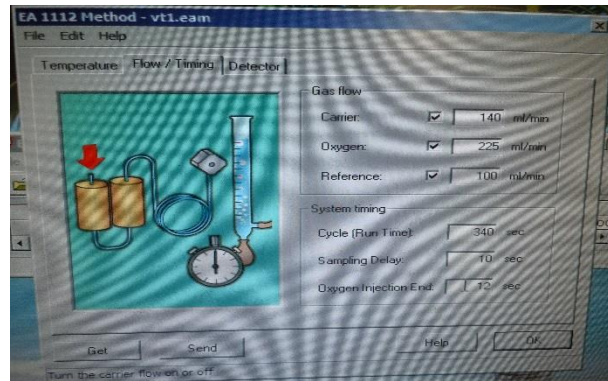 EA 1112 Method - vt1.eam
File Edit Help
Temperature Flow / Timing Detector
Gas flow
Carrier: 140 ml/min
Oxygen: 225 ml/min
Reference: 100 ml/min
System timing
Cycle (Run Time): 340 sec
Sampling Delay: 10 sec
Oxygen Injection End: 12 sec
Get Send Help OK
Turn the carrier flow on or off.